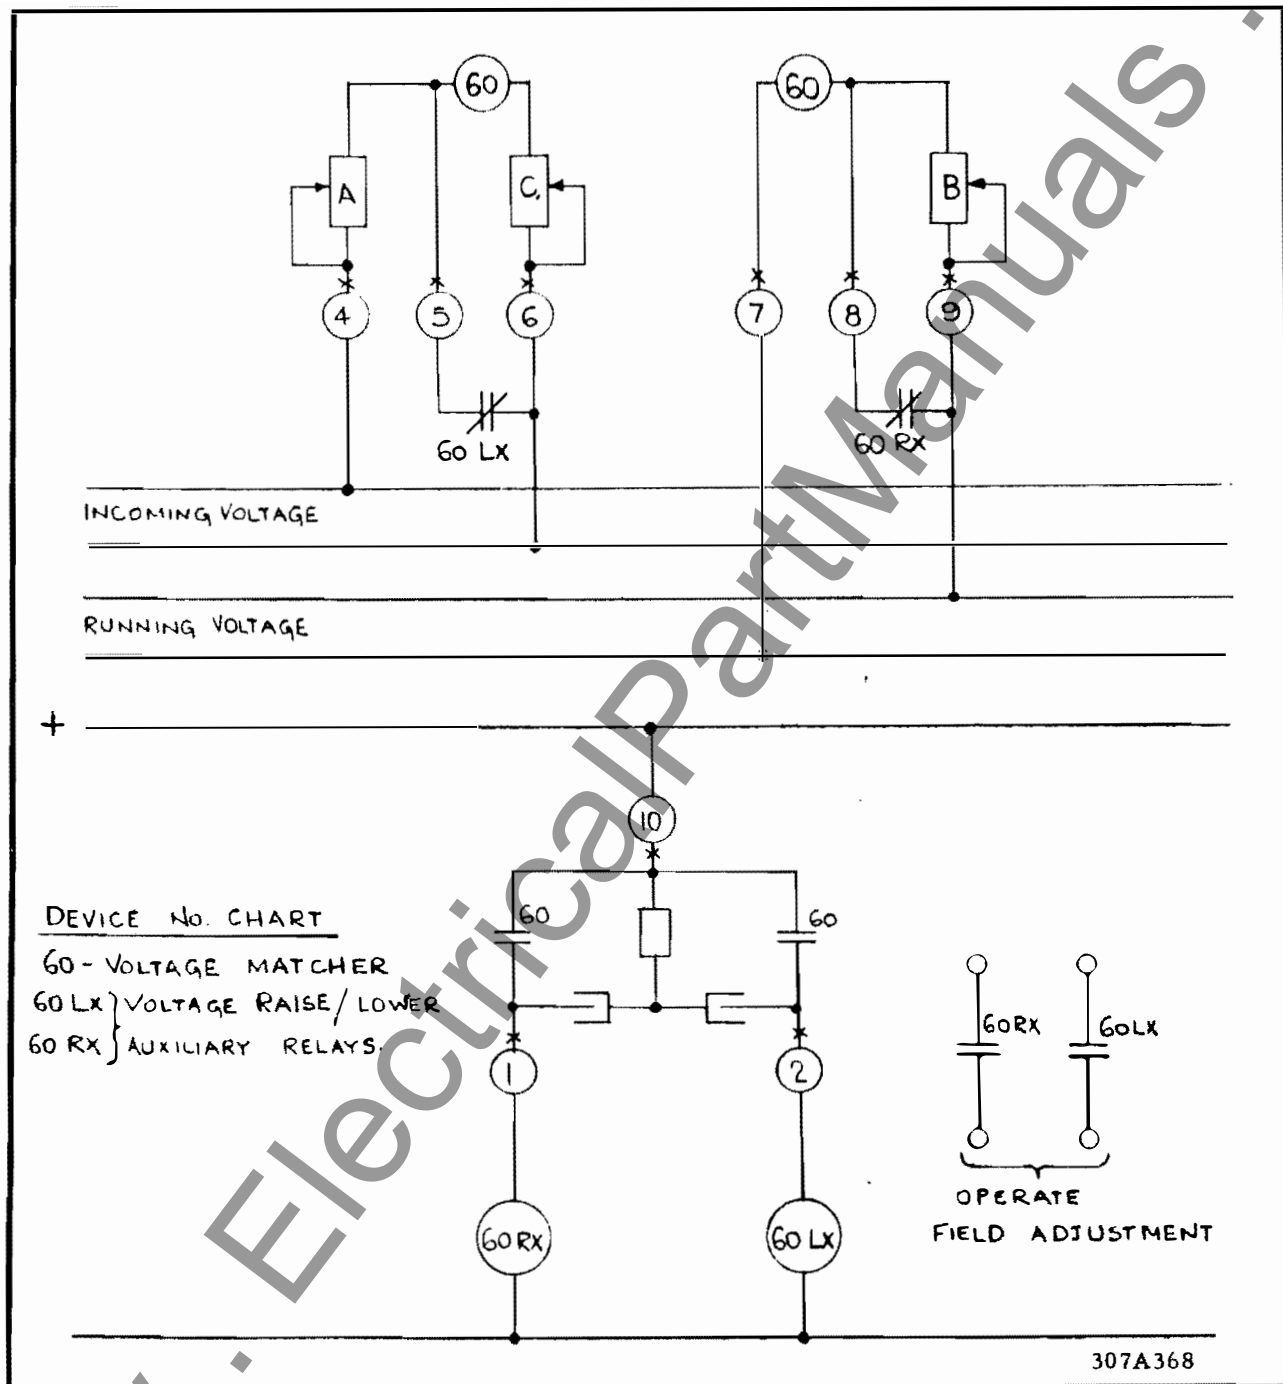 60
60
A
C.
B
4
5
6
7
8
9
60 LX
60 RX
INCOMING VOLTAGE
RUNNING VOLTAGE
+
10
DEVICE No. CHART
60
60
60 - VOLTAGE MATCHER
60 LX } VOLTAGE RAISE / LOWER
60 RX } AUXILIARY RELAYS.
60RX
60LX
1
2
OPERATE
FIELD ADJUSTMENT
60 RX
60 LX
307A368
. ElectricalPartManuals .